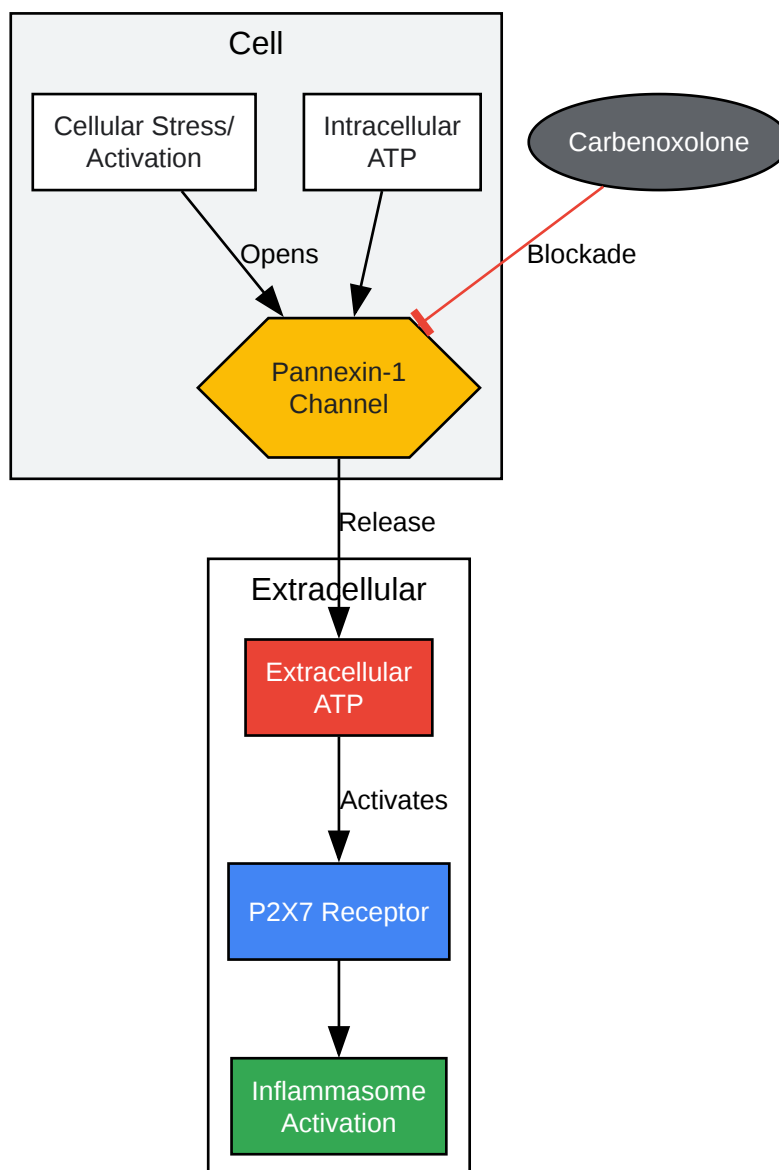 Cell
Cellular Stress/
Activation
Intracellular
ATP
Carbenoxolone
Opens
Blockade
Pannexin-1
Channel
Release
Extracellular
Extracellular
ATP
Activates
P2X7 Receptor
Inflammasome
Activation